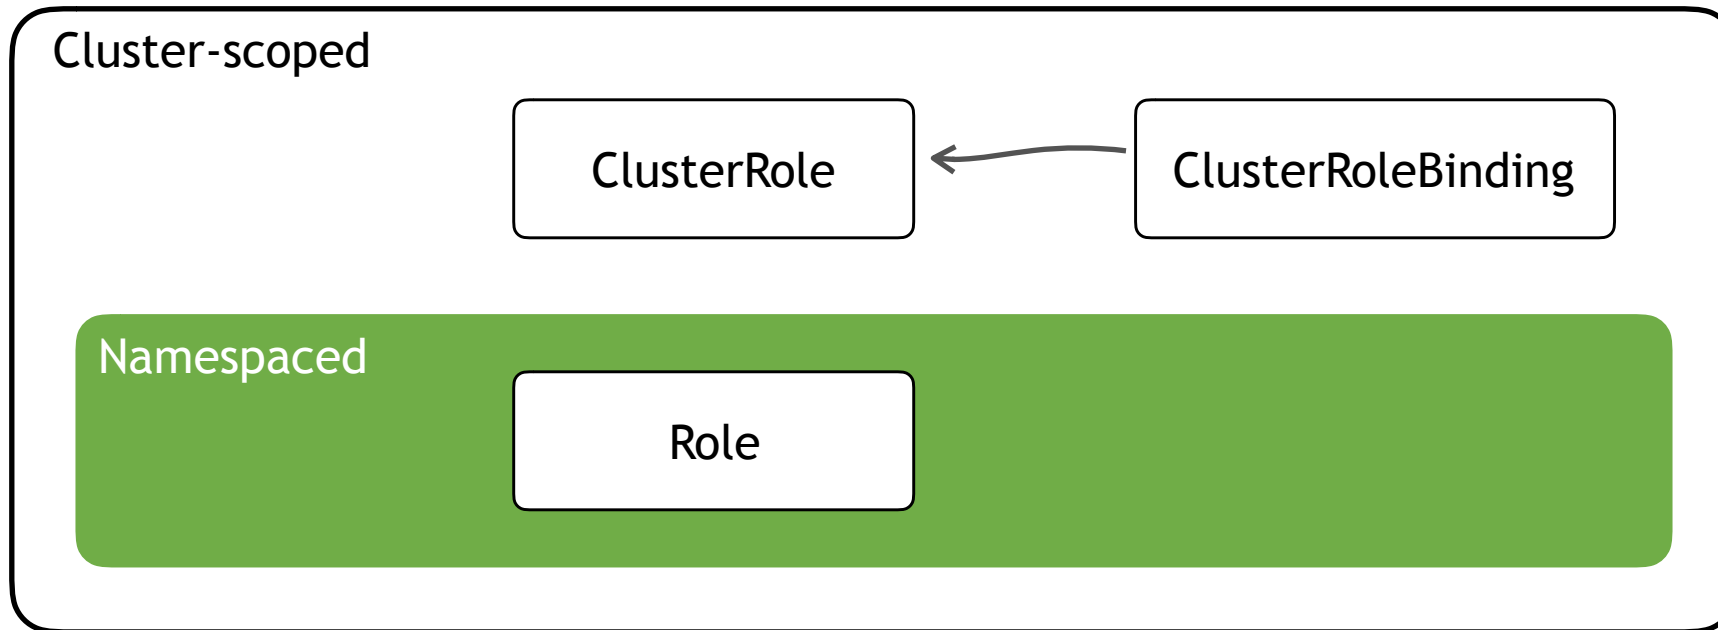 Cluster-scoped
ClusterRole
ClusterRoleBinding
Namespaced
Role